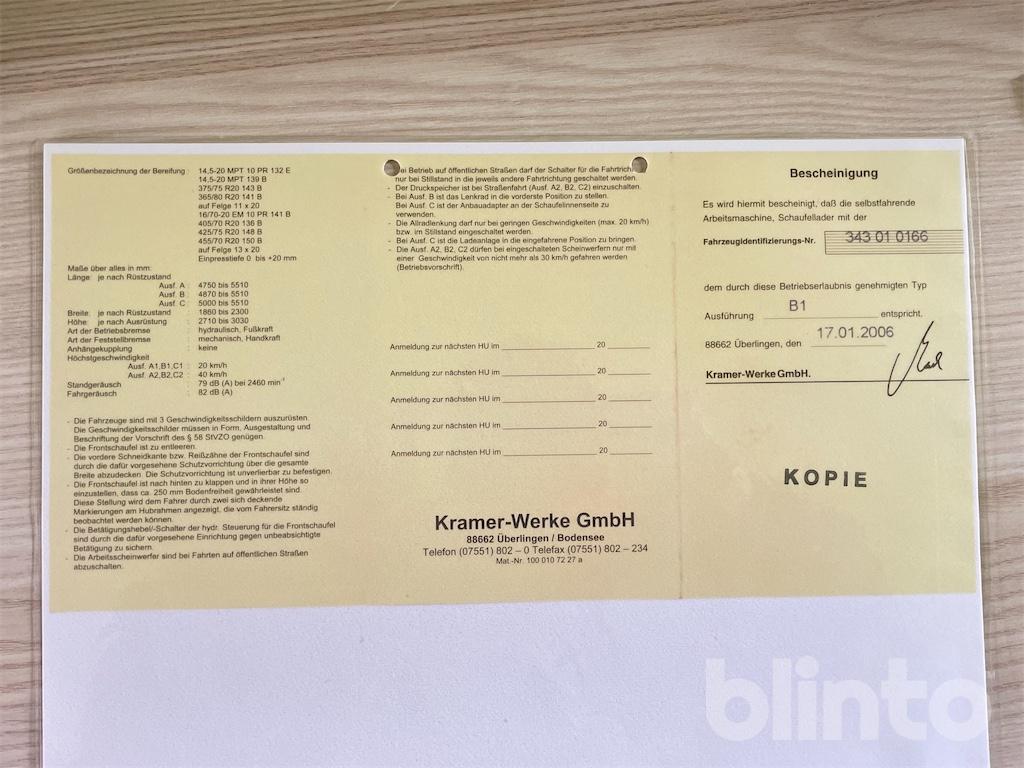 Größenbezeichnung der Bereifung : 14,5-20 MPT 10 PR 132 E
14,5-20 MPT 139 B
375/75 R20 143 B
365/80 R20 141 B
auf Felge 11 x 20
16/70-20 EM 10 PR 141 B
405/70 R20 136 B
425/75 R20 148 B
455/70 R20 150 B
auf Felge 13 x 20
Einpresstiefe 0 bis +20 mm
Maße über alles in mm:
Länge: je nach Rüstzustand
Ausf. A : 4750 bis 5510
Ausf. B : 4870 bis 5510
Ausf. C : 5000 bis 5510
Breite: je nach Rüstzustand : 1860 bis 2300
Höhe: je nach Ausrüstung : 2710 bis 3030
Art der Betriebsbremse : hydraulisch, Fußkraft
Art der Feststellbremse : mechanisch, Handkraft
Anhängekupplung : keine
Höchstgeschwindigkeit
Ausf. A1,B1,C1 : 20 km/h
Ausf. A2,B2,C2 : 40 km/h
Standgeräusch : 79 dB (A) bei 2460 min⁻¹
Fahrgeräusch : 82 dB (A)
- Die Fahrzeuge sind mit 3 Geschwindigkeitsschildern auszurüsten.
Die Geschwindigkeitsschilder müssen in Form, Ausgestaltung und
Beschriftung der Vorschrift des § 58 StVZO genügen.
- Die Frontschaufel ist zu entleeren.
- Die vordere Schneidkante bzw. Reißzähne der Frontschaufel sind
durch die dafür vorgesehene Schutzvorrichtung über die gesamte
Breite abzudecken. Die Schutzvorrichtung ist unverlierbar zu befestigen.
- Die Frontschaufel ist nach hinten zu klappen und in ihrer Höhe so
einzustellen, dass ca. 250 mm Bodenfreiheit gewährleistet sind.
Diese Stellung wird dem Fahrer durch zwei sich deckende
Markierungen am Hubrahmen angezeigt, die vom Fahrersitz ständig
beobachtet werden können.
- Die Betätigungshebel/-Schalter der hydr. Steuerung für die Frontschaufel
sind durch die dafür vorgesehene Einrichtung gegen unbeabsichtigte
Betätigung zu sichern.
- Die Arbeitsscheinwerfer sind bei Fahrten auf öffentlichen Straßen
abzuschalten.
ei Betrieb auf öffentlichen Straßen darf der Schalter für die Fahrtrich
nur bei Stillstand in die jeweils andere Fahrtrichtung geschaltet werden.
- Der Druckspeicher ist bei Straßenfahrt (Ausf. A2, B2, C2) einzuschalten.
- Bei Ausf. B ist das Lenkrad in die vorderste Position zu stellen.
Bei Ausf. C ist der Anbauadapter an der Schaufelinnenseite zu
verwenden.
- Die Allradlenkung darf nur bei geringen Geschwindigkeiten (max. 20 km/h)
bzw. im Stillstand eingeschaltet werden.
- Bei Ausf. C ist die Ladeanlage in die eingefahrene Position zu bringen.
- Die Ausf. A2, B2, C2 dürfen bei eingeschalteten Scheinwerfern nur mit
einer Geschwindigkeit von nicht mehr als 30 km/h gefahren werden
(Betriebsvorschrift).
Anmeldung zur nächsten HU im ____________ 20 ______
Anmeldung zur nächsten HU im ____________ 20 ______
Anmeldung zur nächsten HU im ____________ 20 ______
Anmeldung zur nächsten HU im ____________ 20 ______
Anmeldung zur nächsten HU im ____________ 20 ______
Kramer-Werke GmbH
88662 Überlingen / Bodensee
Telefon (07551) 802 – 0 Telefax (07551) 802 – 234
Mat.-Nr. 100 010 72 27 a
Bescheinigung
Es wird hiermit bescheinigt, daß die selbstfahrende
Arbeitsmaschine, Schaufellader mit der
Fahrzeugidentifizierungs-Nr. 343 01 0166
dem durch diese Betriebserlaubnis genehmigten Typ
Ausführung B1 entspricht.
88662 Überlingen, den 17.01.2006
Kramer-Werke GmbH.
KOPIE
blinto